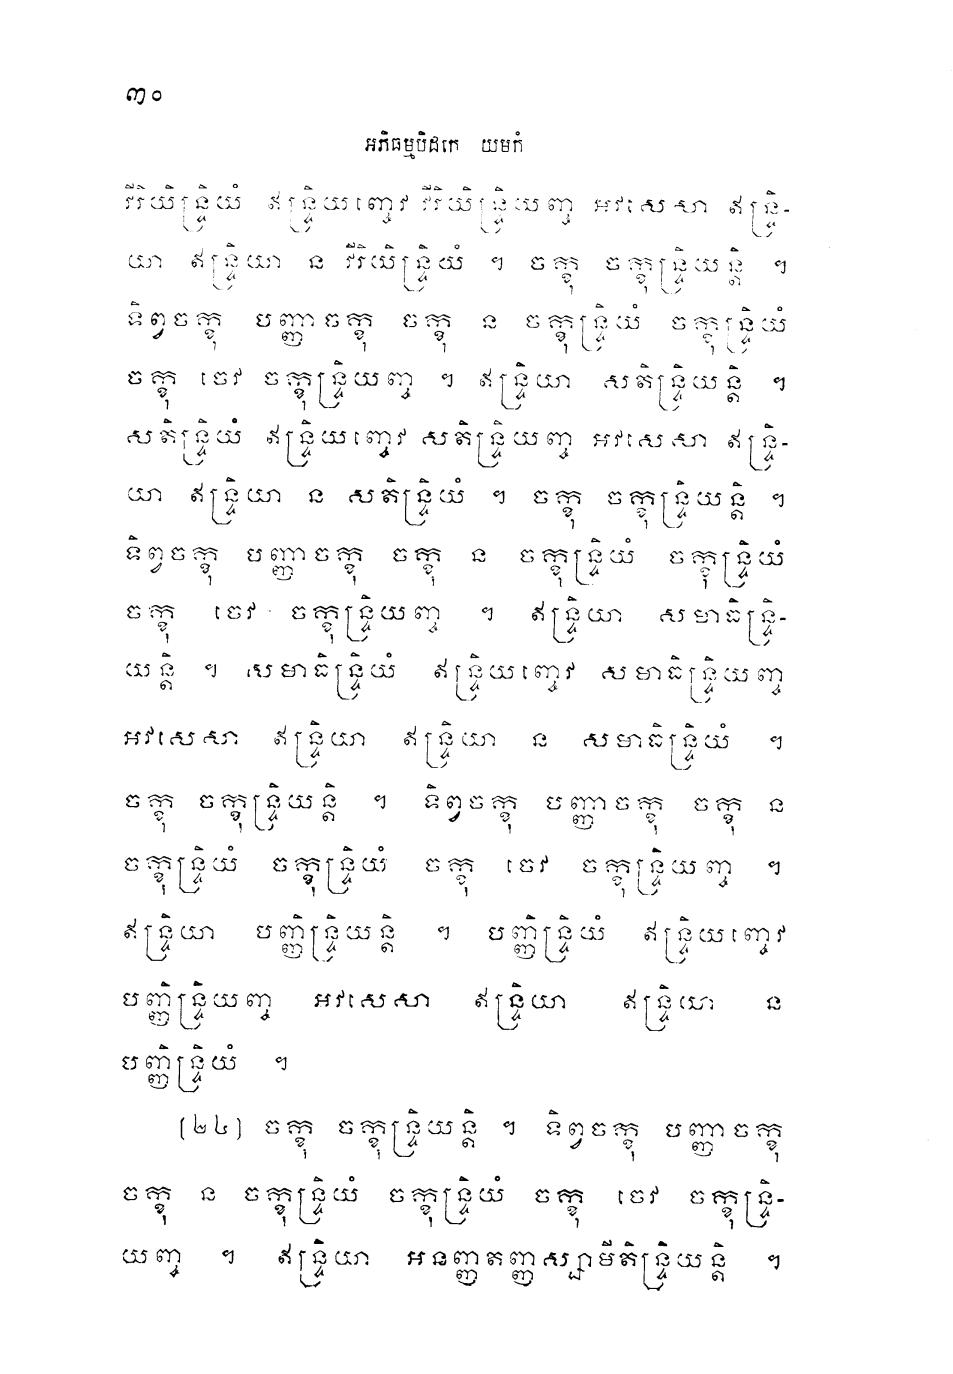 ៣០
អភិធម្មបិដកេ យមកំ
វីរិយិន្ទ្រិយំ ឥន្ទ្រិយញ្ចេវ វីរិយិន្ទ្រិយញ្ច អវសេសា ឥន្ទ្រិ-
យា ឥន្ទ្រិយា ន វីរិយិន្ទ្រិយំ ។ ចក្ខុ ចក្ខុន្ទ្រិយន្តិ ។
ទិព្វចក្ខុ បញ្ញាចក្ខុ ចក្ខុ ន ចក្ខុន្ទ្រិយំ ចក្ខុន្ទ្រិយំ
ចក្ខុ ចេវ ចក្ខុន្ទ្រិយញ្ច ។ ឥន្ទ្រិយា សតិន្ទ្រិយន្តិ ។
សតិន្ទ្រិយំ ឥន្ទ្រិយញ្ចេវ សតិន្ទ្រិយញ្ច អវសេសា ឥន្ទ្រិ-
យា ឥន្ទ្រិយា ន សតិន្ទ្រិយំ ។ ចក្ខុ ចក្ខុន្ទ្រិយន្តិ ។
ទិព្វចក្ខុ បញ្ញាចក្ខុ ចក្ខុ ន ចក្ខុន្ទ្រិយំ ចក្ខុន្ទ្រិយំ
ចក្ខុ ចេវ ចក្ខុន្ទ្រិយញ្ច ។ ឥន្ទ្រិយា សមាធិន្ទ្រិ-
យន្តិ ។ សមាធិន្ទ្រិយំ ឥន្ទ្រិយញ្ចេវ សមាធិន្ទ្រិយញ្ច
អវសេសា ឥន្ទ្រិយា ឥន្ទ្រិយា ន សមាធិន្ទ្រិយំ ។
ចក្ខុ ចក្ខុន្ទ្រិយន្តិ ។ ទិព្វចក្ខុ បញ្ញាចក្ខុ ចក្ខុ ន
ចក្ខុន្ទ្រិយំ ចក្ខុន្ទ្រិយំ ចក្ខុ ចេវ ចក្ខុន្ទ្រិយញ្ច ។
ឥន្ទ្រិយា បញ្ញិន្ទ្រិយន្តិ ។ បញ្ញិន្ទ្រិយំ ឥន្ទ្រិយញ្ចេវ
បញ្ញិន្ទ្រិយញ្ច អវសេសា ឥន្ទ្រិយា ឥន្ទ្រិយា ន
បញ្ញិន្ទ្រិយំ ។
(២៤) ចក្ខុ ចក្ខុន្ទ្រិយន្តិ ។ ទិព្វចក្ខុ បញ្ញាចក្ខុ
ចក្ខុ ន ចក្ខុន្ទ្រិយំ ចក្ខុន្ទ្រិយំ ចក្ខុ ចេវ ចក្ខុន្ទ្រិ-
យញ្ច ។ ឥន្ទ្រិយា អនញ្ញតញ្ញស្សាមីតិន្ទ្រិយន្តិ ។